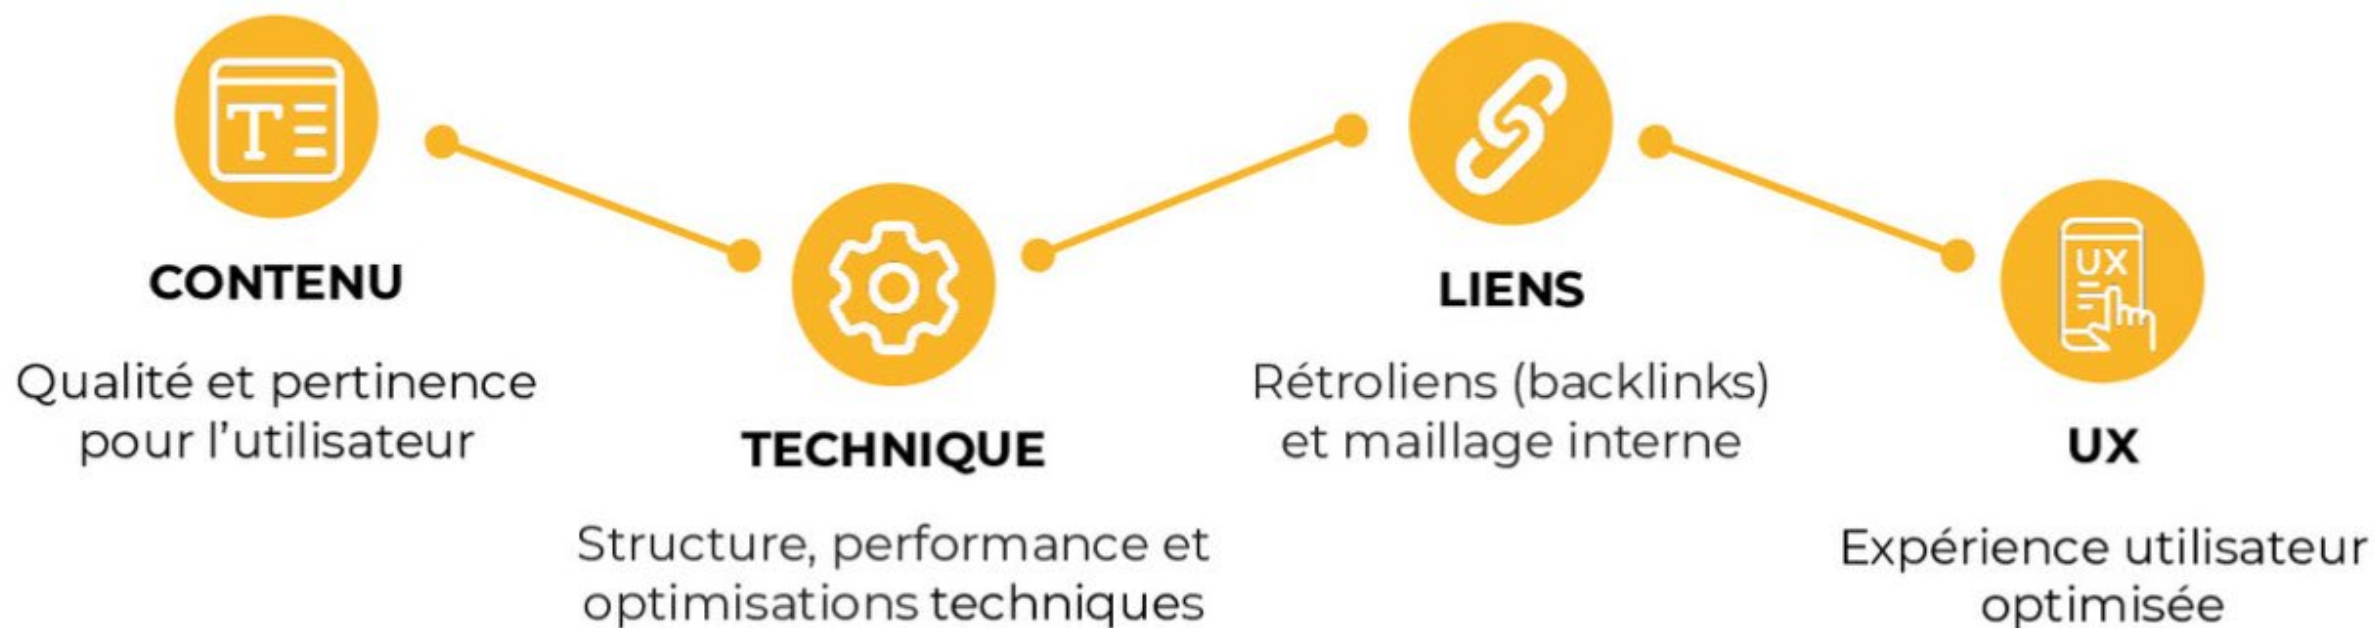 CONTENU
Qualité et pertinence
pour l’utilisateur
TECHNIQUE
Structure, performance et
optimisations techniques
LIENS
Rétroliens (backlinks)
et maillage interne
UX
UX
Expérience utilisateur
optimisée